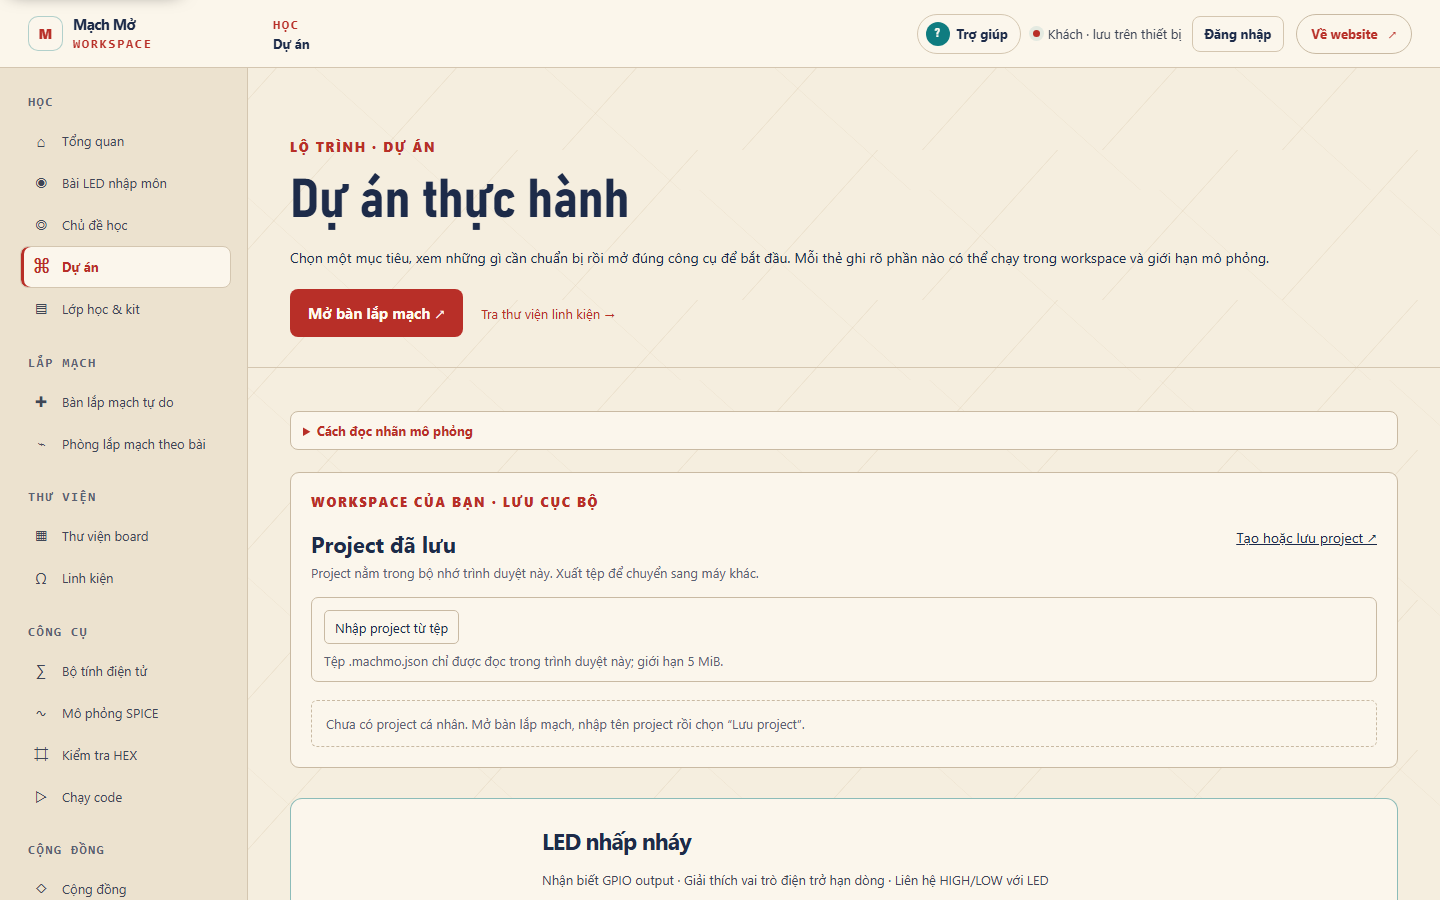 M
Mạch Mở
WORKSPACE
HỌC
Dự án
? Trợ giúp
Khách · lưu trên thiết bị
Đăng nhập
Về website ↗
HỌC
Tổng quan
Bài LED nhập môn
Chủ đề học
Dự án
Lớp học & kit
LẮP MẠCH
Bàn lắp mạch tự do
Phòng lắp mạch theo bài
THƯ VIỆN
Thư viện board
Linh kiện
CÔNG CỤ
Bộ tính điện tử
Mô phỏng SPICE
Kiểm tra HEX
Chạy code
CỘNG ĐỒNG
Cộng đồng
LỘ TRÌNH · DỰ ÁN
Dự án thực hành
Chọn một mục tiêu, xem những gì cần chuẩn bị rồi mở đúng công cụ để bắt đầu. Mỗi thẻ ghi rõ phần nào có thể chạy trong workspace và giới hạn mô phỏng.
Mở bàn lắp mạch ↗
Tra thư viện linh kiện →
▶ Cách đọc nhãn mô phỏng
WORKSPACE CỦA BẠN · LƯU CỤC BỘ
Project đã lưu
Tạo hoặc lưu project ↗
Project nằm trong bộ nhớ trình duyệt này. Xuất tệp để chuyển sang máy khác.
Nhập project từ tệp
Tệp .machmo.json chỉ được đọc trong trình duyệt này; giới hạn 5 MiB.
Chưa có project cá nhân. Mở bàn lắp mạch, nhập tên project rồi chọn “Lưu project”.
LED nhấp nháy
Nhận biết GPIO output · Giải thích vai trò điện trở hạn dòng · Liên hệ HIGH/LOW với LED